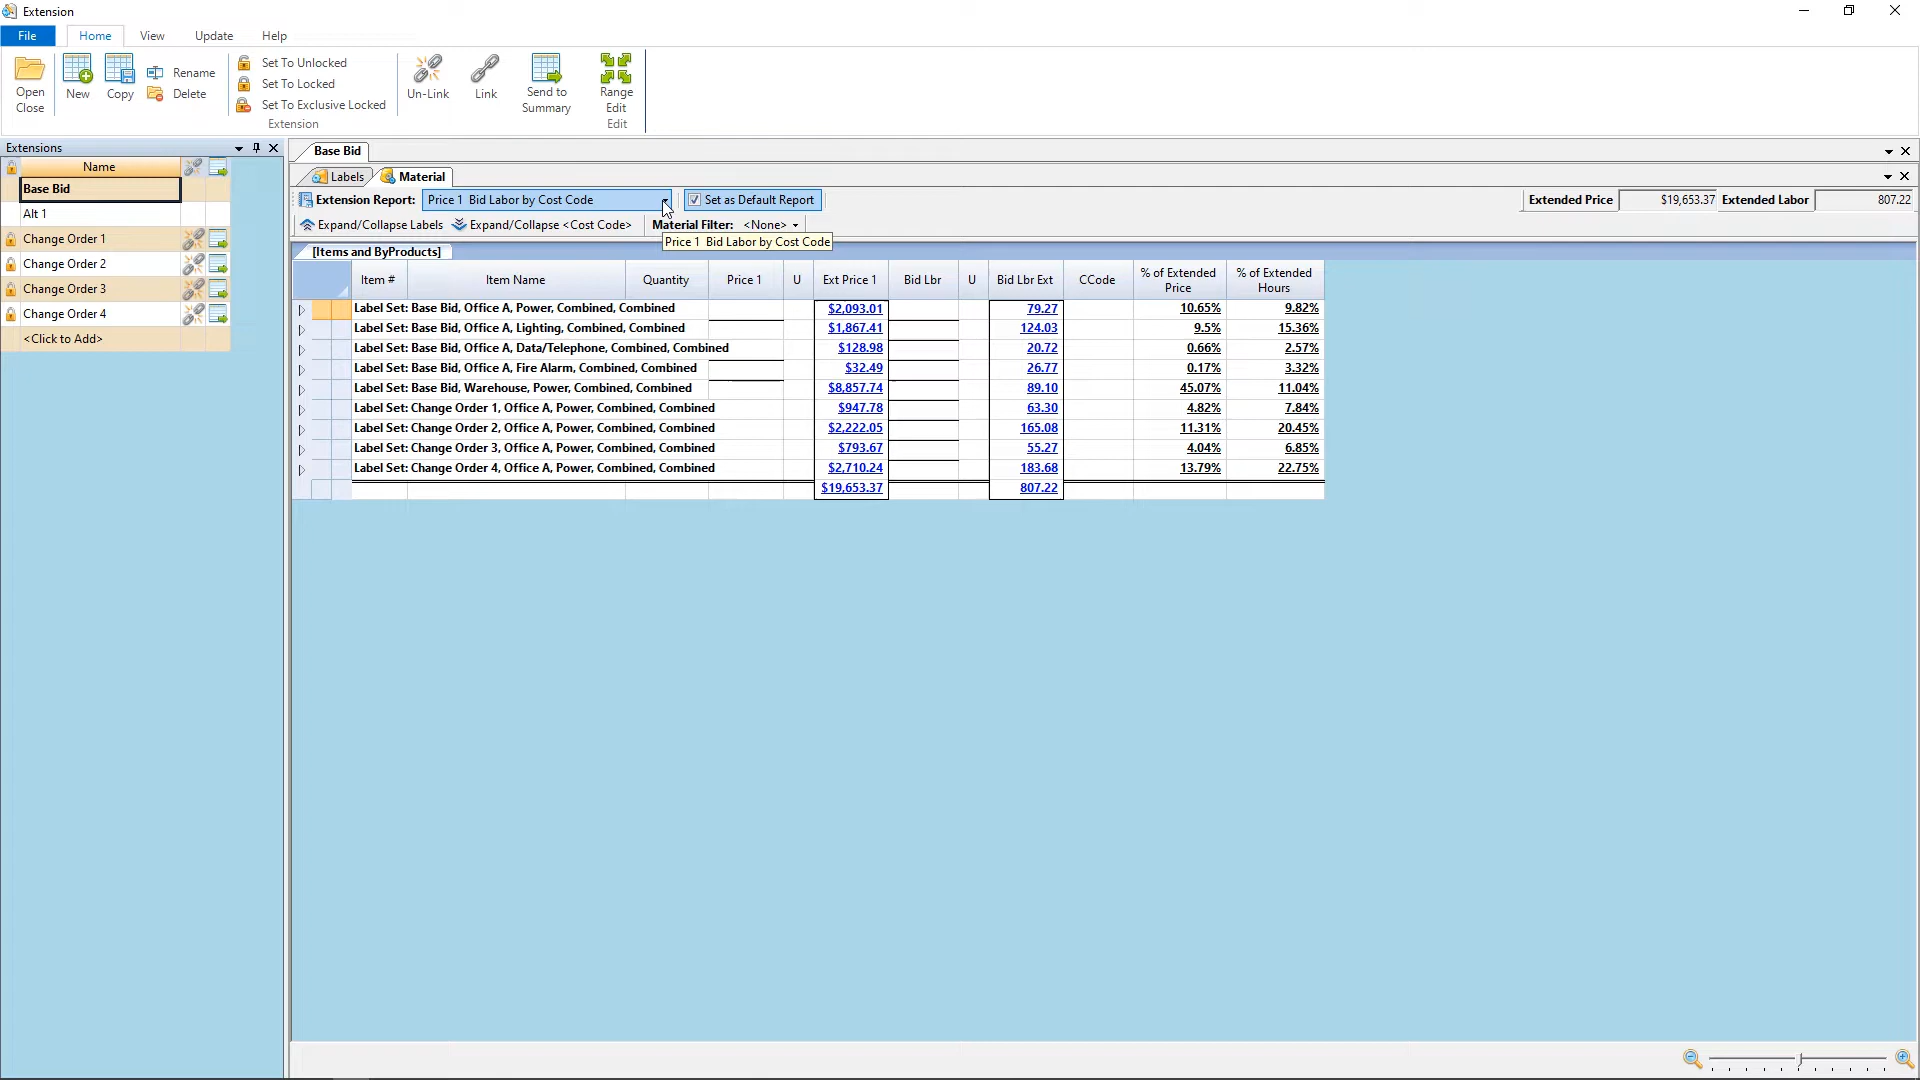 Extension
File Home View Update Help
Open Close
New
Copy
Rename
Delete
Set To Unlocked
Set To Locked
Set To Exclusive Locked
Extension
Un-Link
Link
Send to Summary
Range Edit
Edit
Extensions
Name
Base Bid
Alt 1
Change Order 1
Change Order 2
Change Order 3
Change Order 4
<Click to Add>
Base Bid
Labels Material
Extension Report: Price 1 Bid Labor by Cost Code Set as Default Report Extended Price $19,653.37 Extended Labor 807.22
Expand/Collapse Labels Expand/Collapse <Cost Code> Material Filter: <None>
Price 1 Bid Labor by Cost Code
[Items and ByProducts]
Item # Item Name Quantity Price 1 U Ext Price 1 Bid Lbr U Bid Lbr Ext CCode % of Extended Price % of Extended Hours
Label Set: Base Bid, Office A, Power, Combined, Combined $2,093.01 79.27 10.65% 9.82%
Label Set: Base Bid, Office A, Lighting, Combined, Combined $1,867.41 124.03 9.5% 15.36%
Label Set: Base Bid, Office A, Data/Telephone, Combined, Combined $128.98 20.72 0.66% 2.57%
Label Set: Base Bid, Office A, Fire Alarm, Combined, Combined $32.49 26.77 0.17% 3.32%
Label Set: Base Bid, Warehouse, Power, Combined, Combined $8,857.74 89.10 45.07% 11.04%
Label Set: Change Order 1, Office A, Power, Combined, Combined $947.78 63.30 4.82% 7.84%
Label Set: Change Order 2, Office A, Power, Combined, Combined $2,222.05 165.08 11.31% 20.45%
Label Set: Change Order 3, Office A, Power, Combined, Combined $793.67 55.27 4.04% 6.85%
Label Set: Change Order 4, Office A, Power, Combined, Combined $2,710.24 183.68 13.79% 22.75%
$19,653.37 807.22